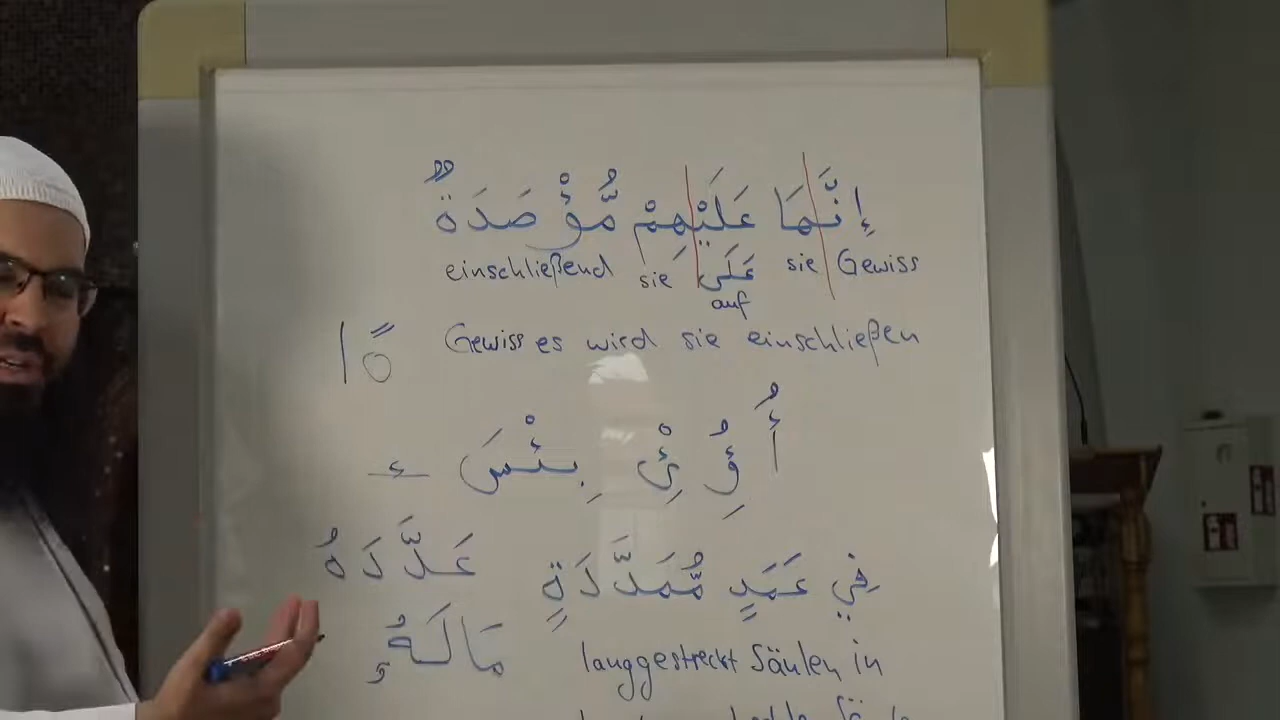 إِنَّهَا عَلَيْهِمْ مُّؤْصَدَةٌ
einschließend sie عَلَى sie Gewiss
auf
Gewiss es wird sie einschließen
أُ ؤُ ئْ بِئْسَ ء
عَدَّدَهُ
فِي عَمَدٍ مُّمَدَّدَةٍ
مَالَهُ
langgestreckt Säulen in